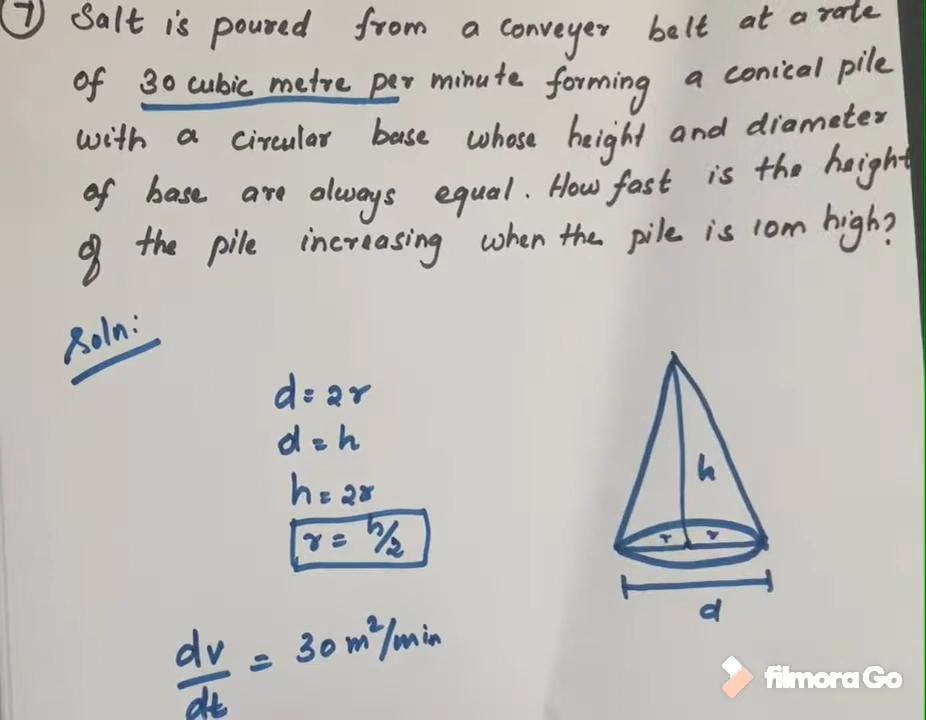 7 Salt is poured from a conveyer belt at a rate
of 30 cubic metre per minute forming a conical pile
with a circular base whose height and diameter
of base are always equal. How fast is the height
of the pile increasing when the pile is 10m high?
Soln:
d = 2r
d = h
h = 2r
r = h/2
h
r r
d
dv/dt = 30 m²/min
filmoraGo